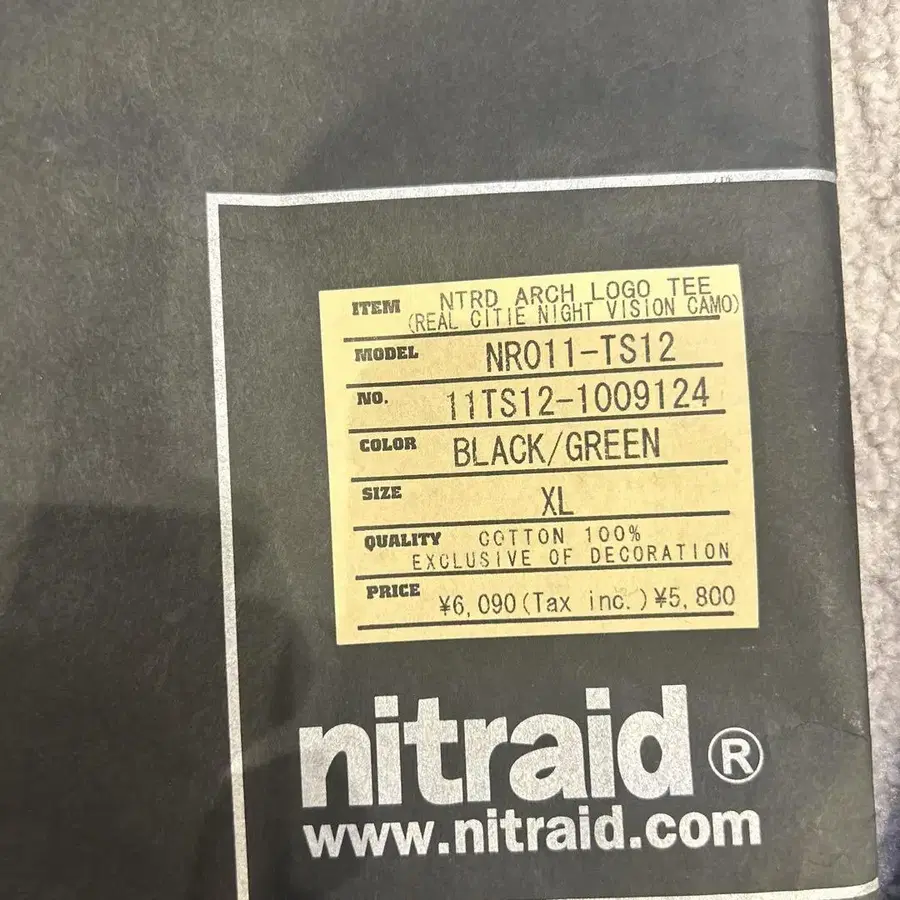 ITEM NTRD ARCH LOGO TEE
(REAL CITIE NIGHT VISION CAMO)
MODEL NR011-TS12
NO. 11TS12-1009124
COLOR BLACK/GREEN
SIZE XL
QUALITY COTTON 100%
EXCLUSIVE OF DECORATION
PRICE ¥6,090(Tax inc.)¥5,800
nitraid®
www.nitraid.com